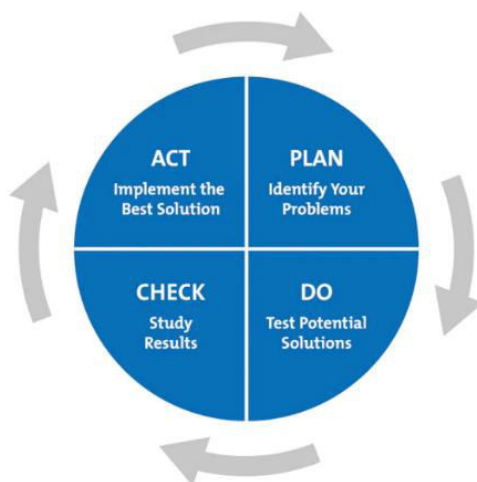 ACT
Implement the
Best Solution
PLAN
Identify Your
Problems
CHECK
Study
Results
DO
Test Potential
Solutions